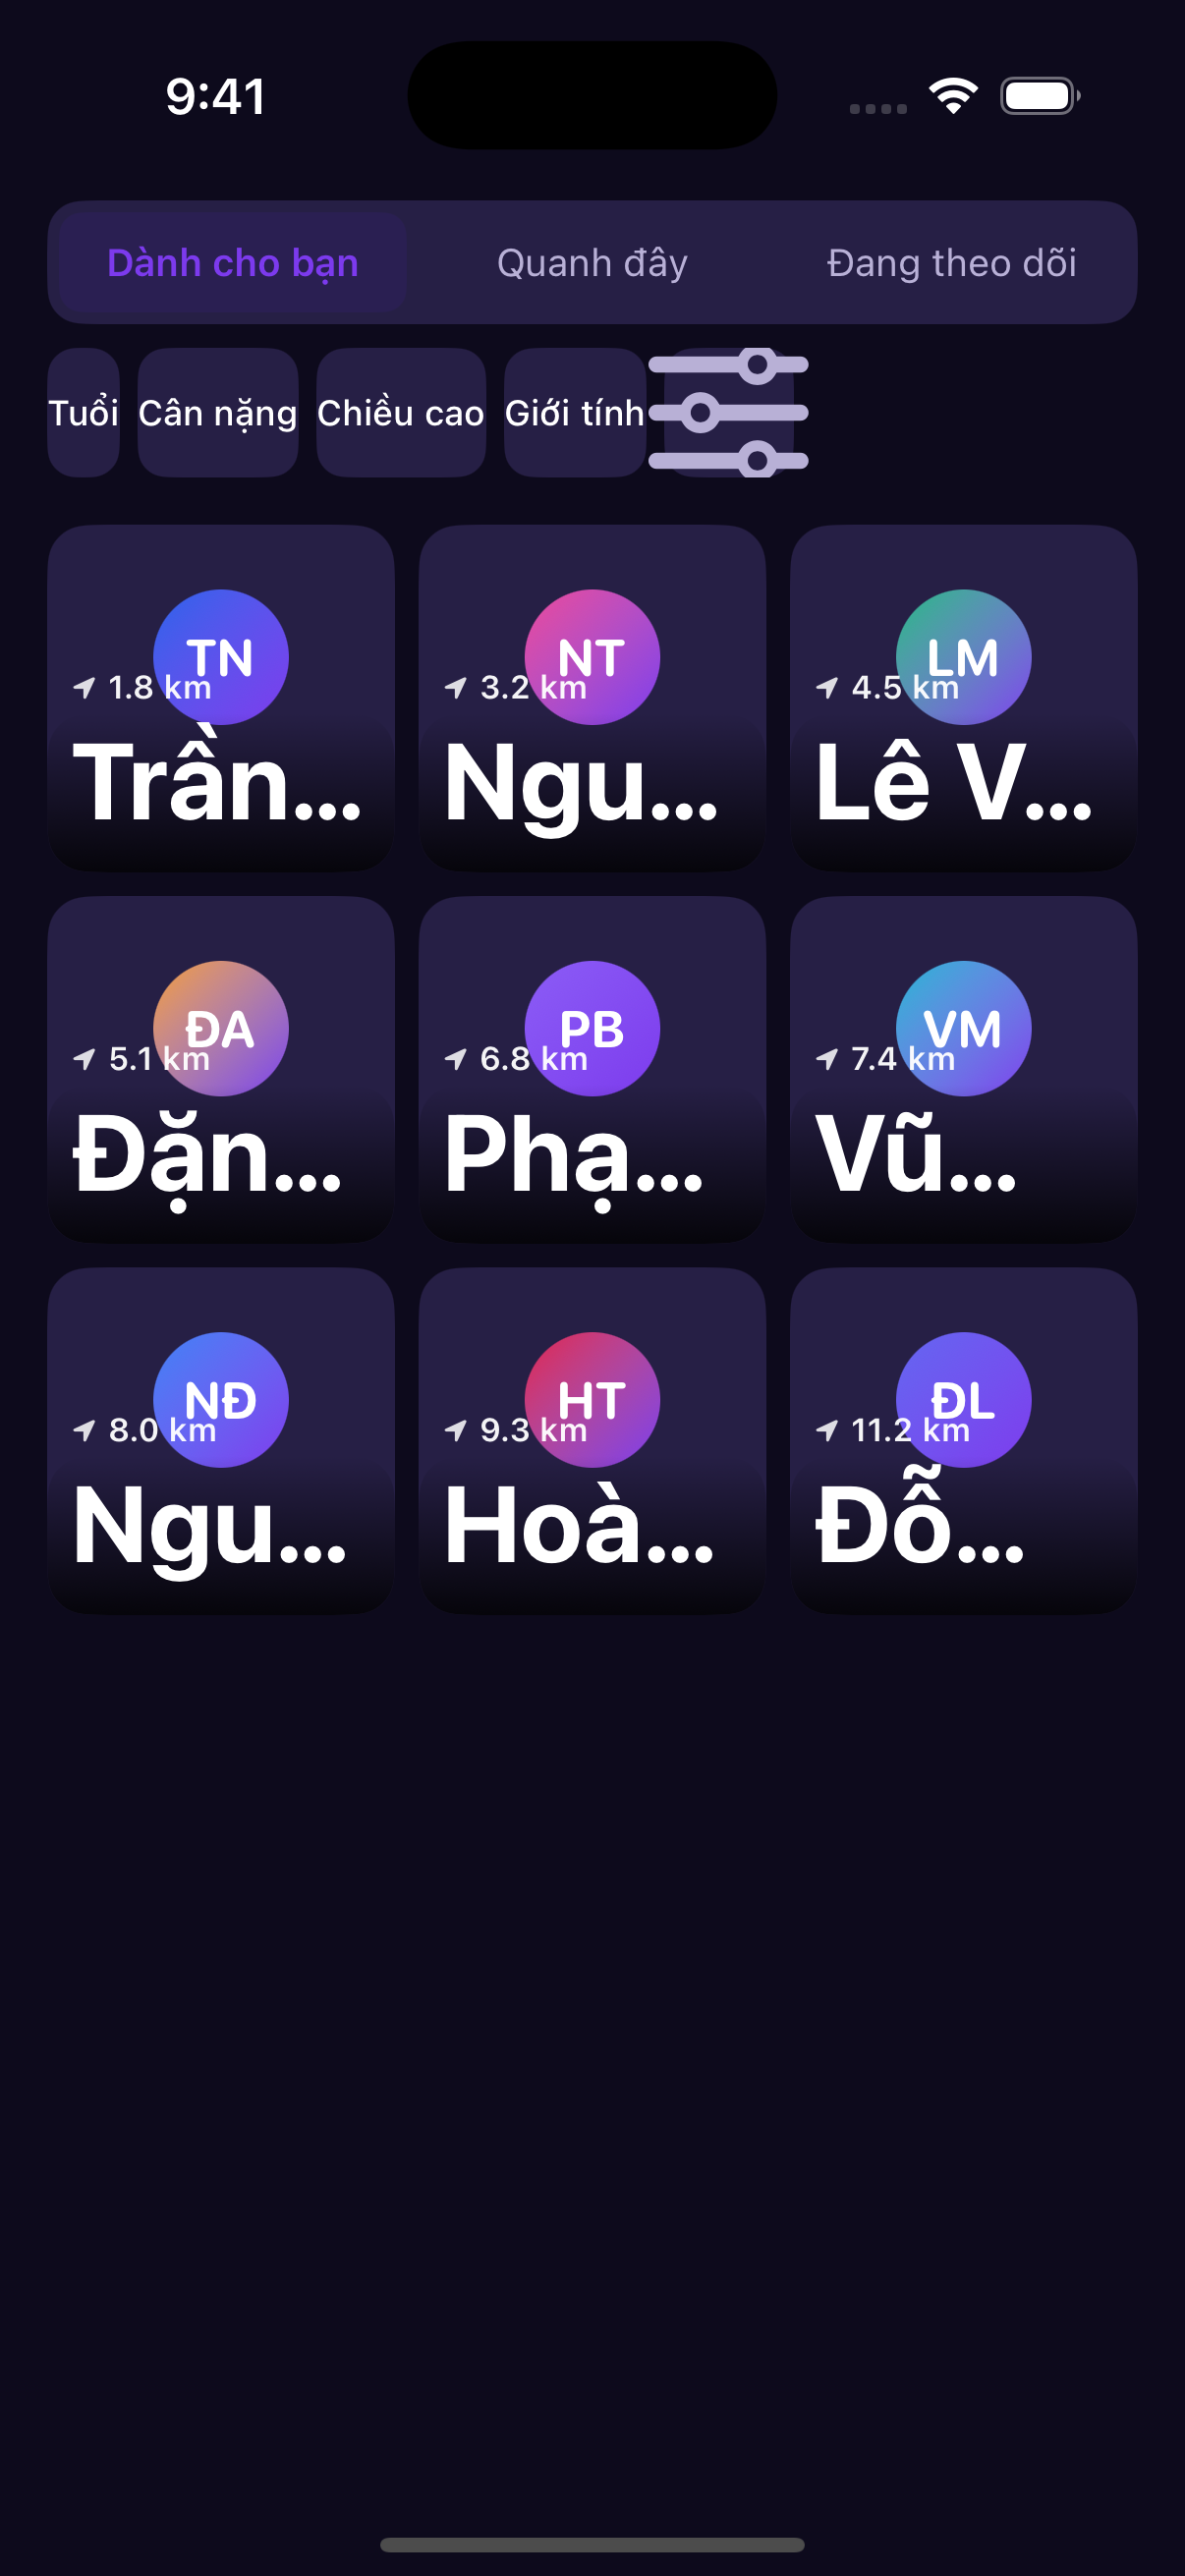 9:41
Dành cho bạn Quanh đây Đang theo dõi
Tuổi Cân nặng Chiều cao Giới tính
TN NT LM
1.8 km 3.2 km 4.5 km
Trần... Ngu... Lê V...
ĐA PB VM
5.1 km 6.8 km 7.4 km
Đặn... Phạ... Vũ...
NĐ HT ĐL
8.0 km 9.3 km 11.2 km
Ngu... Hoà... Đỗ...